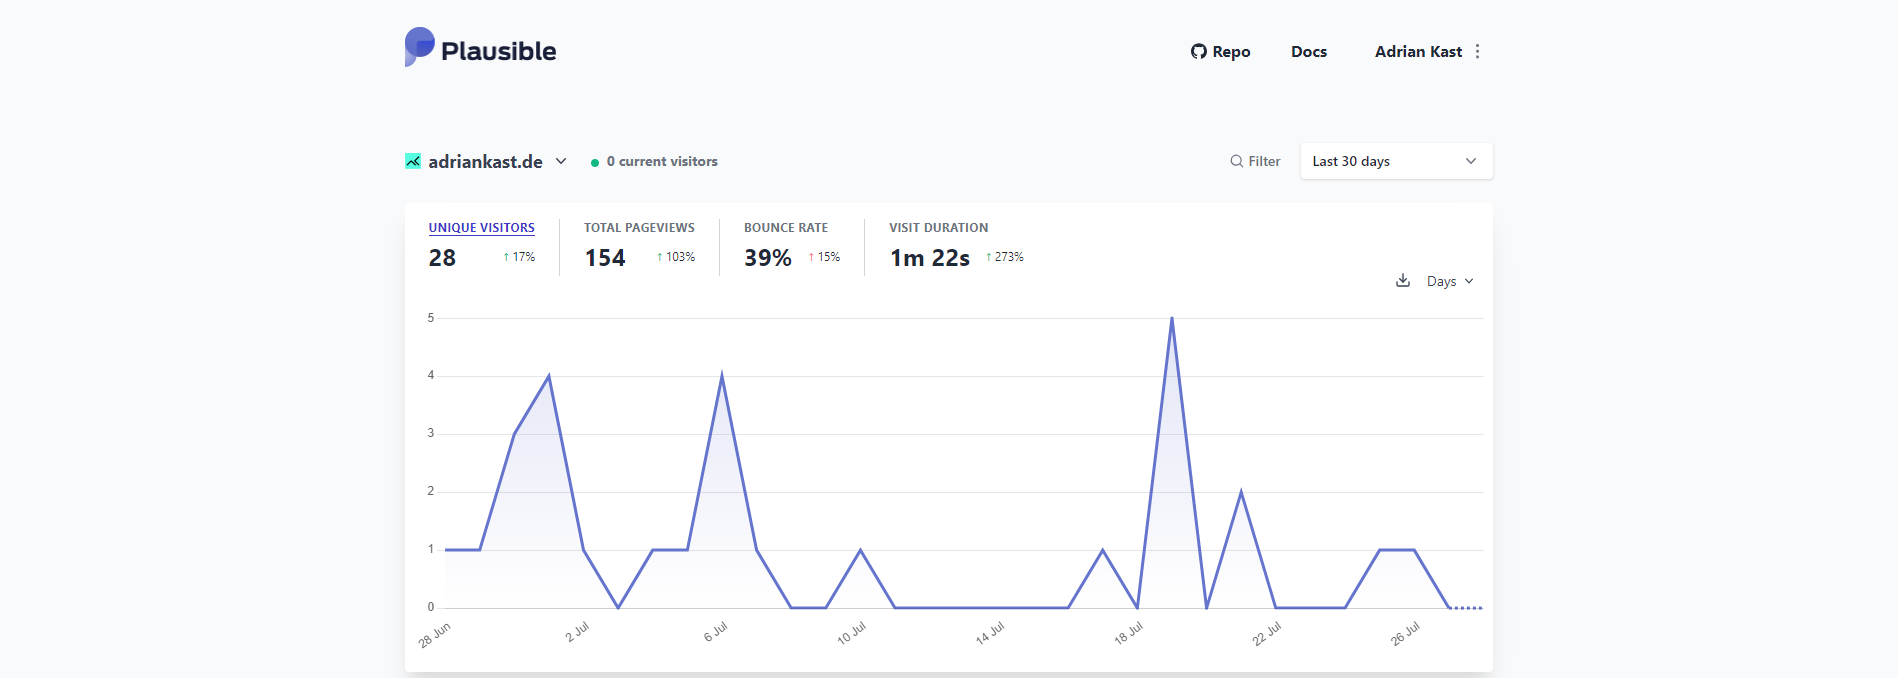 Plausible
Repo Docs Adrian Kast
adriankast.de 0 current visitors Filter Last 30 days
UNIQUE VISITORS TOTAL PAGEVIEWS BOUNCE RATE VISIT DURATION
28 ↑ 17% 154 ↑ 103% 39% ↑ 15% 1m 22s ↑ 273%
Days
5
4
3
2
1
0
28 Jun 2 Jul 6 Jul 10 Jul 14 Jul 18 Jul 22 Jul 26 Jul